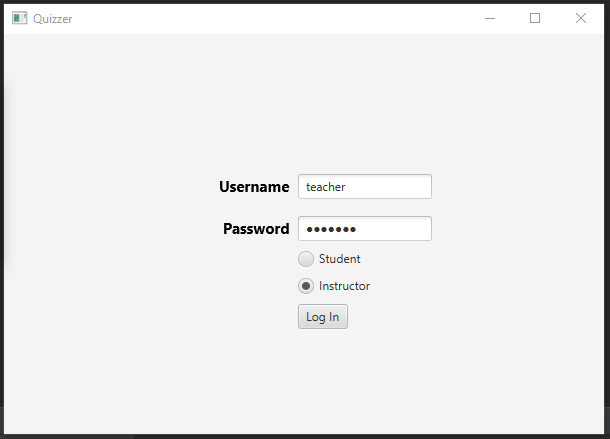 Quizzer
Username teacher
Password ●●●●●●●
Student
Instructor
Log In